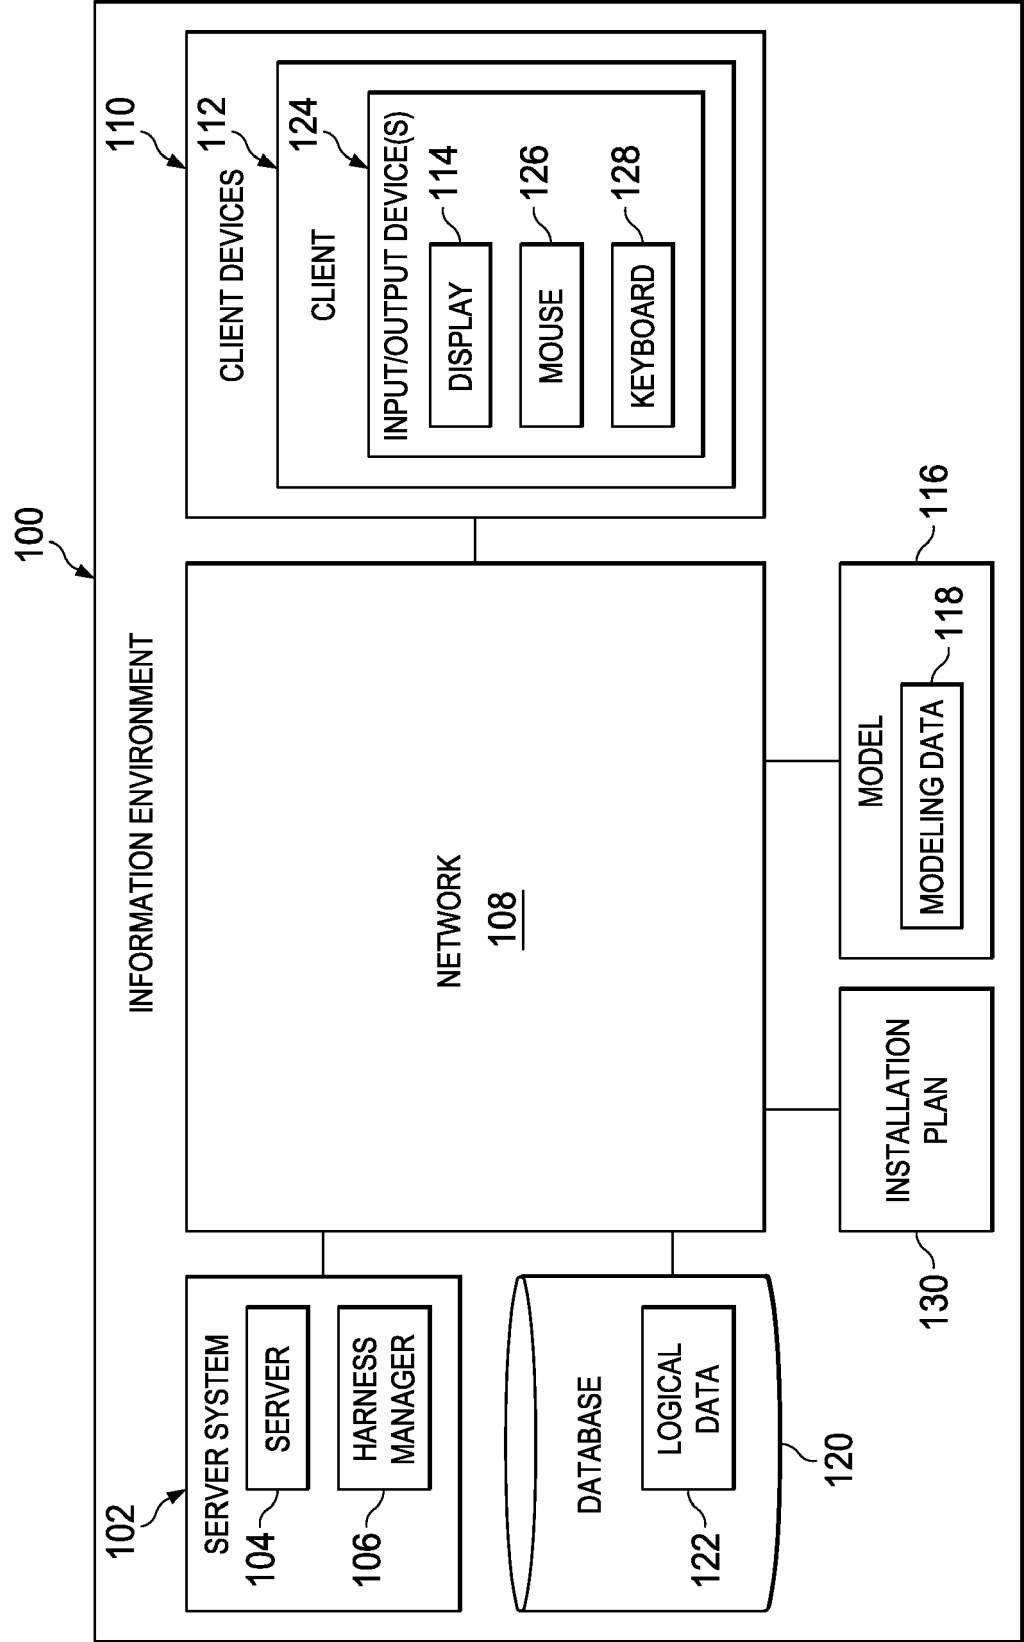 100
INFORMATION ENVIRONMENT
102
SERVER SYSTEM
104
SERVER
106
HARNESS
MANAGER
NETWORK
108
110
CLIENT DEVICES
112
CLIENT
124
INPUT/OUTPUT DEVICE(S)
DISPLAY
114
MOUSE
126
KEYBOARD
128
DATABASE
122
LOGICAL
DATA
120
INSTALLATION
PLAN
130
MODEL
116
MODELING DATA
118